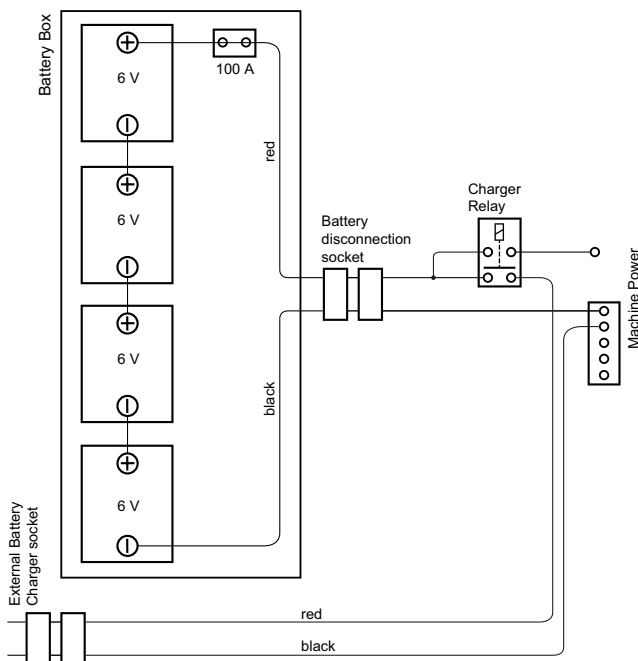 Battery Box
6 V
100 A
red
6 V
Charger
Relay
Battery
disconnection
socket
Machine Power
6 V
black
6 V
External Battery
Charger socket
red
black